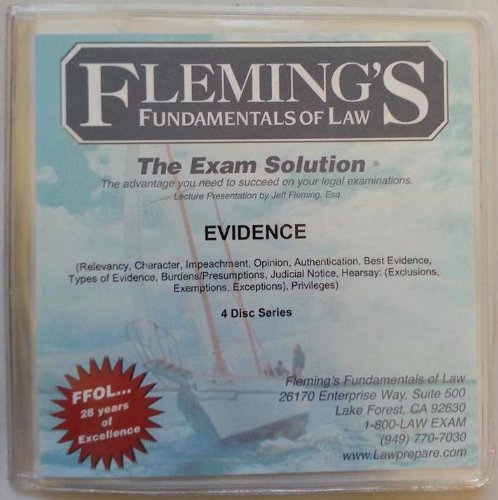 FLEMING'S
FUNDAMENTALS OF LAW
The Exam Solution ®
The advantage you need to succeed on your legal examinations.
Lecture Presentation by Jeff Fleming, Esq.
EVIDENCE
(Relevancy, Character, Impeachment, Opinion, Authentication, Best Evidence,
Types of Evidence, Burdens/Presumptions, Judicial Notice, Hearsay: (Exclusions,
Exemptions, Exceptions), Privileges)
4 Disc Series
FFOL...
28 years
of
Excellence
Fleming's Fundamentals of Law
26170 Enterprise Way, Suite 500
Lake Forest, CA 92630
1-800-LAW EXAM
(949) 770-7030
www.Lawprepare.com